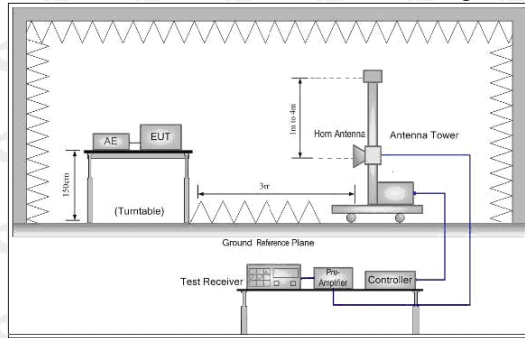 1m to 4m
Horn Antenna
Antenna Tower
AE
EUT
150cm
(Turntable)
3m
Ground Reference Plane
Test Receiver
Pre-
Amplifier
Controller